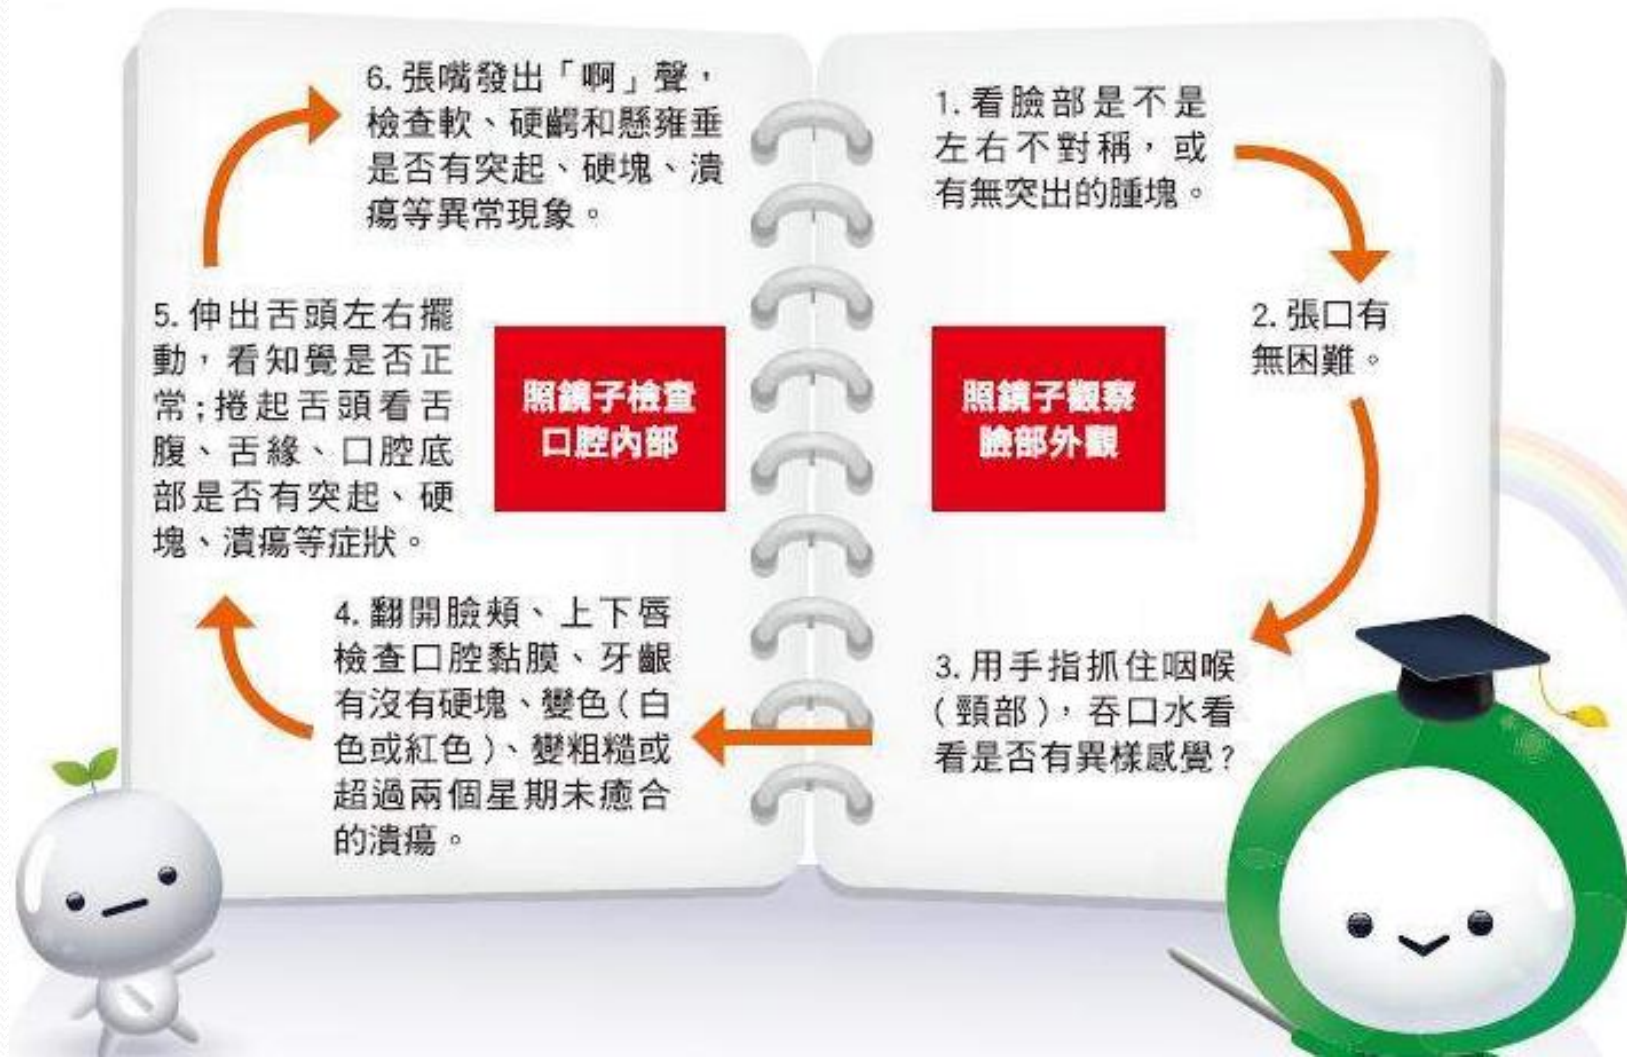 照鏡子觀察
臉部外觀
1.看臉部是不是
左右不對稱，或
有無突出的腫塊。
2.張口有
無困難。
3.用手指抓住咽喉
(頸部)，吞口水看
看是否有異樣感覺?
照鏡子檢查
口腔內部
4.翻開臉頰、上下唇
檢查口腔黏膜、牙齦
有沒有硬塊、變色(白
色或紅色)、變粗糙或
超過兩個星期未癒合
的潰瘍。
5.伸出舌頭左右擺
動，看知覺是否正
常;捲起舌頭看舌
腹、舌緣、口腔底
部是否有突起、硬
塊、潰瘍等症狀。
6.張嘴發出「啊」聲，
檢查軟、硬齶和懸雍垂
是否有突起、硬塊、潰
瘍等異常現象。